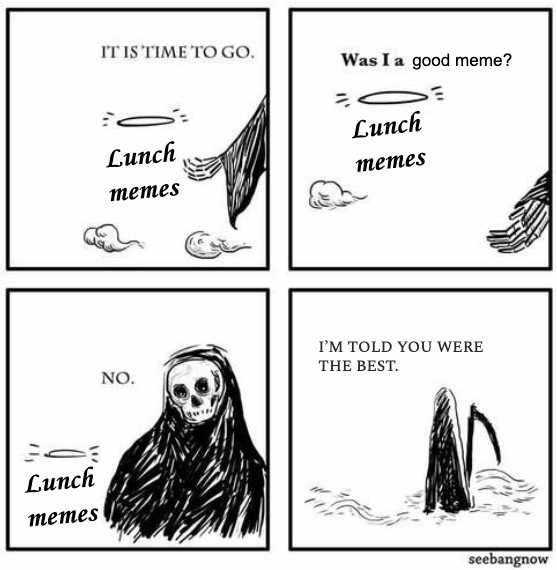 IT IS TIME TO GO.
Lunch
memes
Was I a good meme?
Lunch
memes
NO.
Lunch
memes
I'M TOLD YOU WERE
THE BEST.
seebangnow